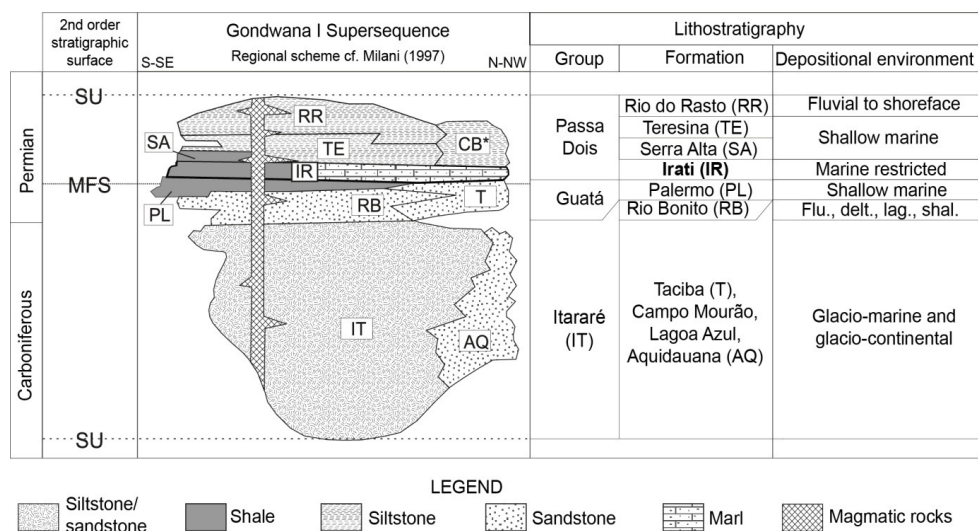 2nd order
stratigraphic
surface
Gondwana I Supersequence
Regional scheme cf. Milani (1997)
S-SE
N-NW
Lithostratigraphy
Group
Formation
Depositional environment
Permian
Carboniferous
SU
MFS
SU
RR
SA
TE
CB*
IR
PL
RB
T
IT
AQ
Passa
Dois
Rio do Rasto (RR)
Fluvial to shoreface
Teresina (TE)
Shallow marine
Serra Alta (SA)
Irati (IR)
Marine restricted
Guatá
Palermo (PL)
Shallow marine
Rio Bonito (RB)
Flu., delt., lag., shal.
Itararé
(IT)
Taciba (T),
Campo Mourão,
Lagoa Azul,
Aquidauana (AQ)
Glacio-marine and
glacio-continental
LEGEND
Siltstone/
sandstone
Shale
Siltstone
Sandstone
Marl
Magmatic rocks